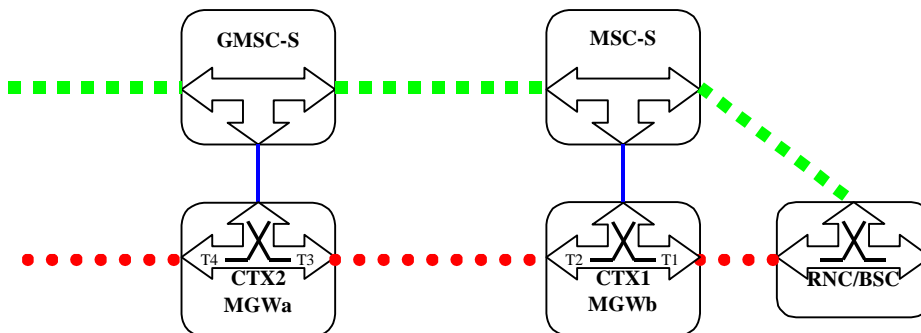 GMSC-S
MSC-S
T4 T3
CTX2
MGWa
T2 T1
CTX1
MGWb
RNC/BSC